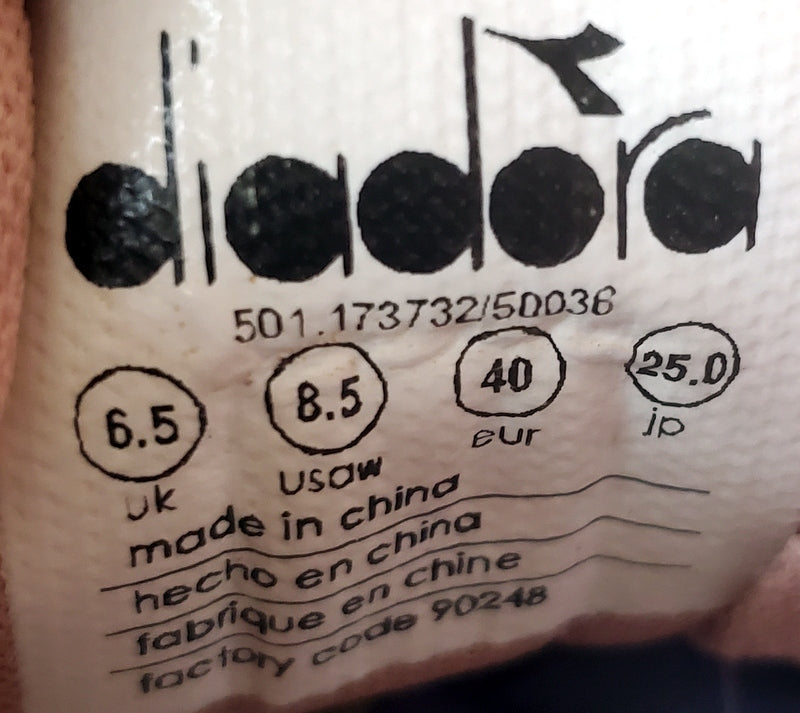 diadora
501.173732/50036
6.5 8.5 40 25.0
uk usaw eur jp
made in china
hecho en china
fabrique en chine
factory code 90248